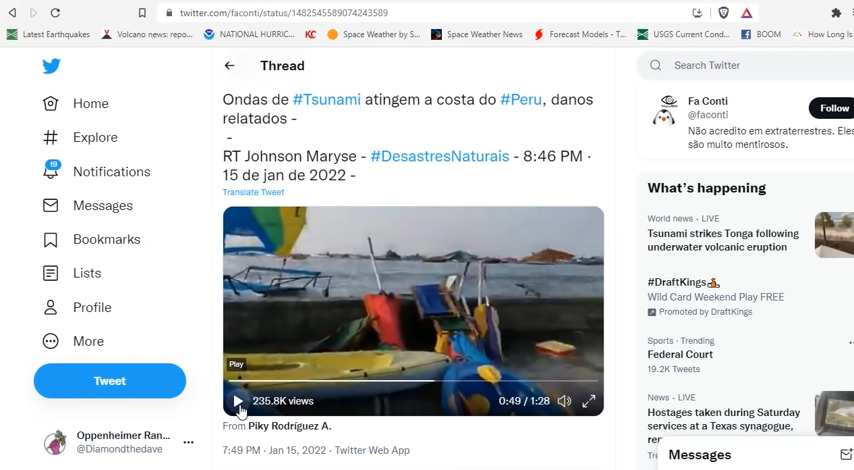 twitter.com/faconti/status/1482545589074243589
Latest Earthquakes
Volcano news: repo...
NATIONAL HURRIC...
KC
Space Weather by S...
Space Weather News
Forecast Models - T...
USGS Current Cond...
BOOM
How Long Is
Home
Explore
19
Notifications
Messages
Bookmarks
Lists
Profile
More
Tweet
Oppenheimer Ran...
@Diamondthedave
Thread
Ondas de #Tsunami atingem a costa do #Peru, danos
relatados -
-
RT Johnson Maryse - #DesastresNaturais - 8:46 PM ·
15 de jan de 2022 -
Translate Tweet
Play
235.8K views
0:49 / 1:28
From Piky Rodríguez A.
7:49 PM · Jan 15, 2022 · Twitter Web App
Search Twitter
Fa Conti
@faconti
Follow
Não acredito em extraterrestres. Eles
são muito mentirosos.
What's happening
World news · LIVE
Tsunami strikes Tonga following
underwater volcanic eruption
#DraftKings
Wild Card Weekend Play FREE
Promoted by DraftKings
Sports · Trending
Federal Court
19.2K Tweets
News · LIVE
Hostages taken during Saturday
services at a Texas synagogue,
Messages